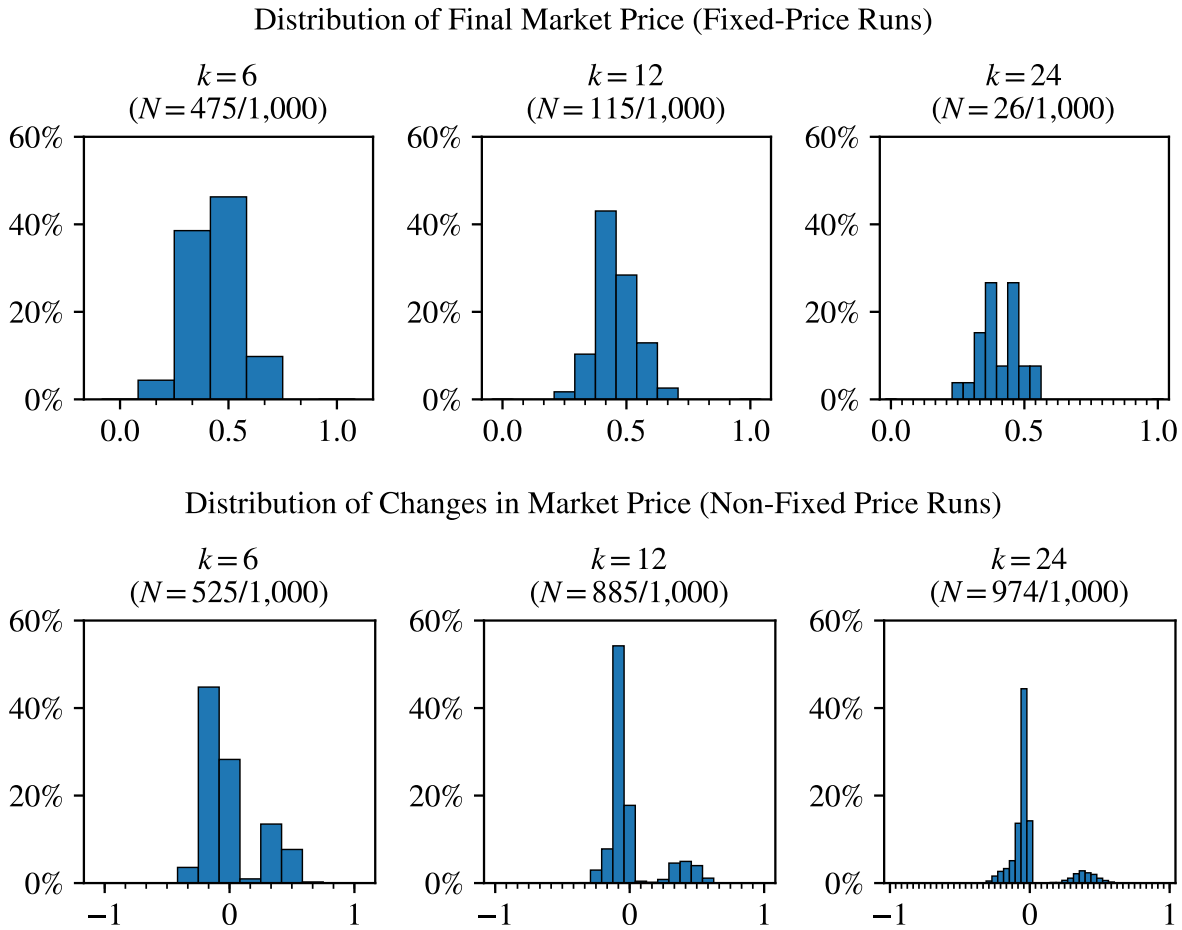 Distribution of Final Market Price (Fixed-Price Runs)
k = 6
(N = 475/1,000)
k = 12
(N = 115/1,000)
k = 24
(N = 26/1,000)
60%
40%
20%
0%
0.0 0.5 1.0
60%
40%
20%
0%
0.0 0.5 1.0
60%
40%
20%
0%
0.0 0.5 1.0
Distribution of Changes in Market Price (Non-Fixed Price Runs)
k = 6
(N = 525/1,000)
k = 12
(N = 885/1,000)
k = 24
(N = 974/1,000)
60%
40%
20%
0%
−1 0 1
60%
40%
20%
0%
−1 0 1
60%
40%
20%
0%
−1 0 1